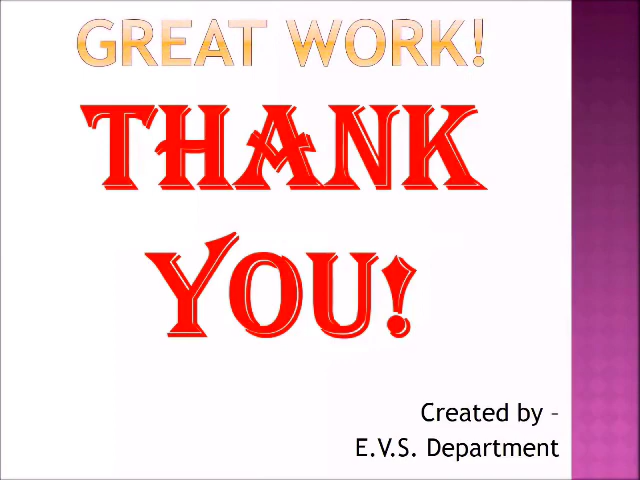 GREAT WORK!
THANK
YOU!
Created by –
E.V.S. Department